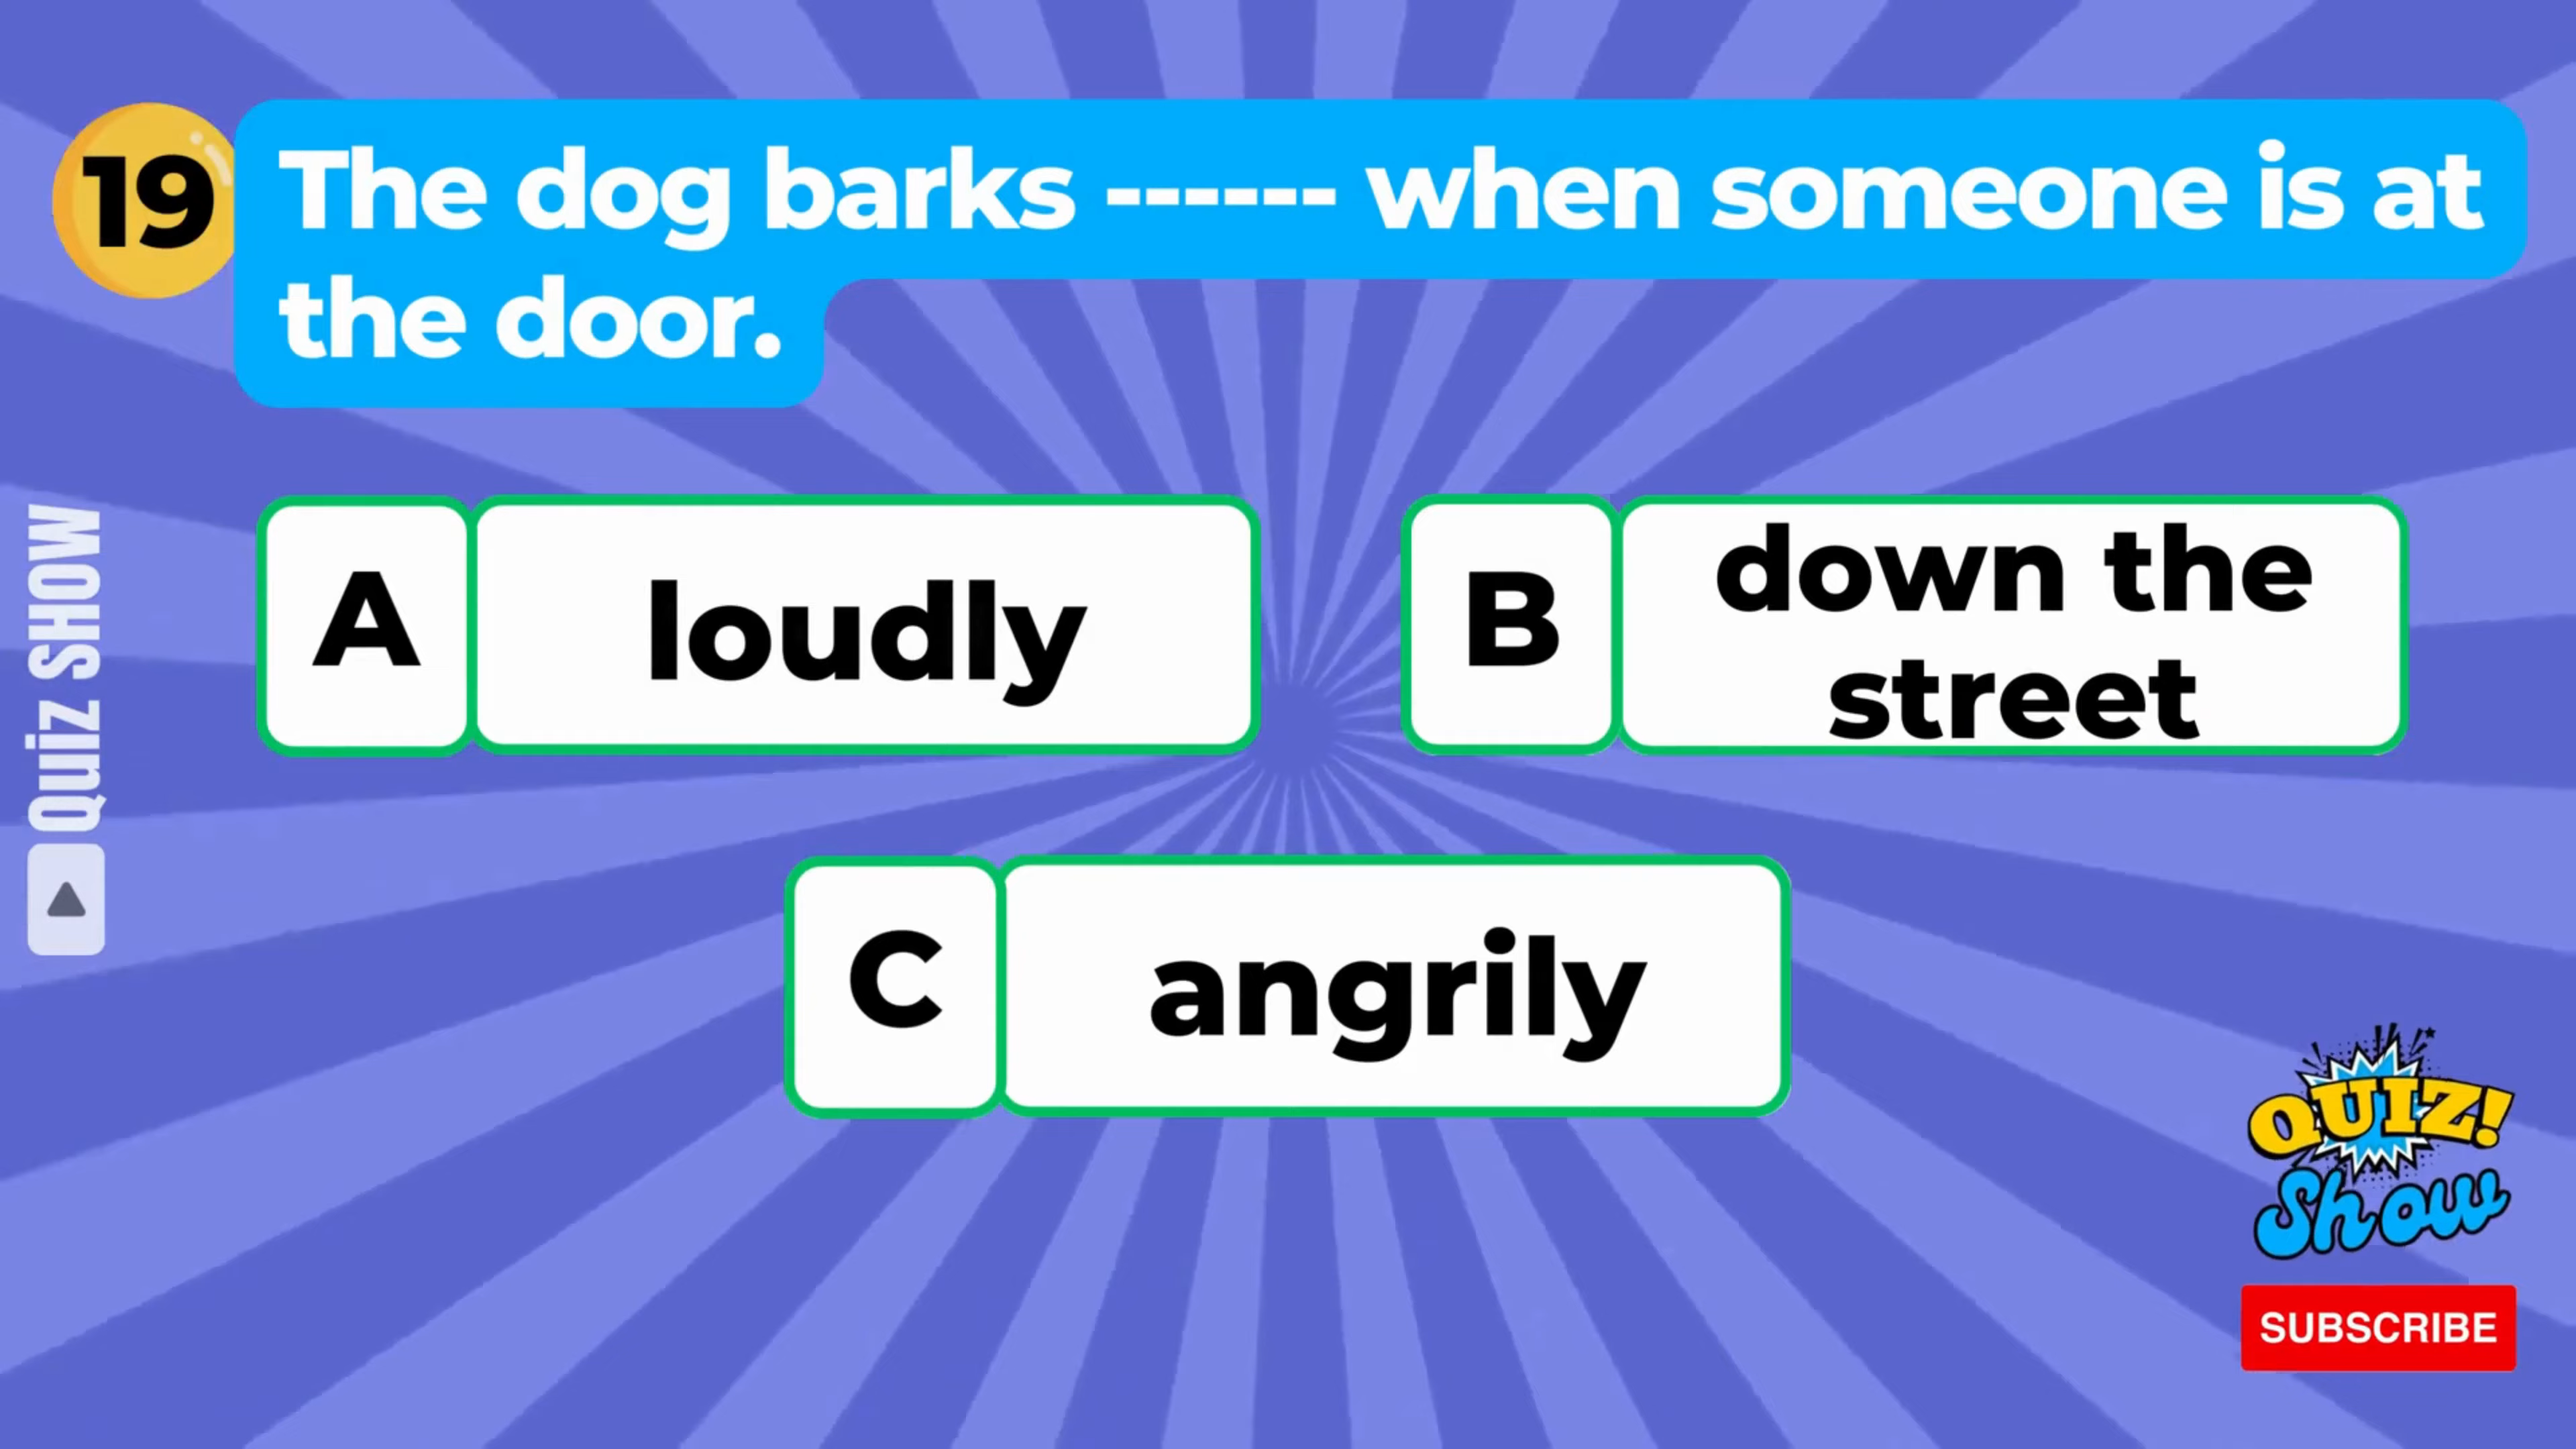 19
The dog barks ------ when someone is at
the door.
A
loudly
B
down the
street
C
angrily
Quiz SHOW
QUIZ!
Show
SUBSCRIBE